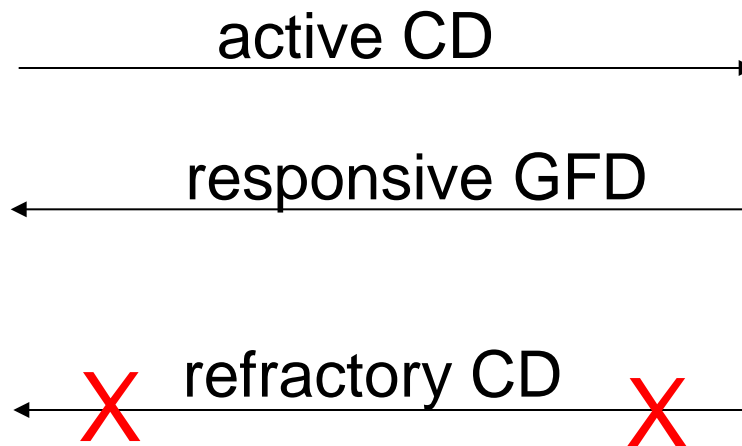 active CD
responsive GFD
refractory CD
X X